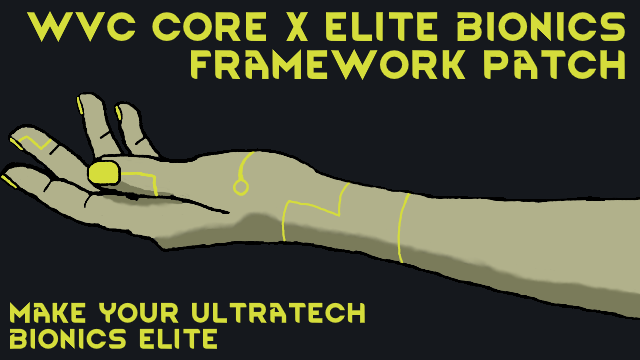 WVC CORE X ELITE BIONICS
FRAMEWORK PATCH
MAKE YOUR ULTRATECH
BIONICS ELITE